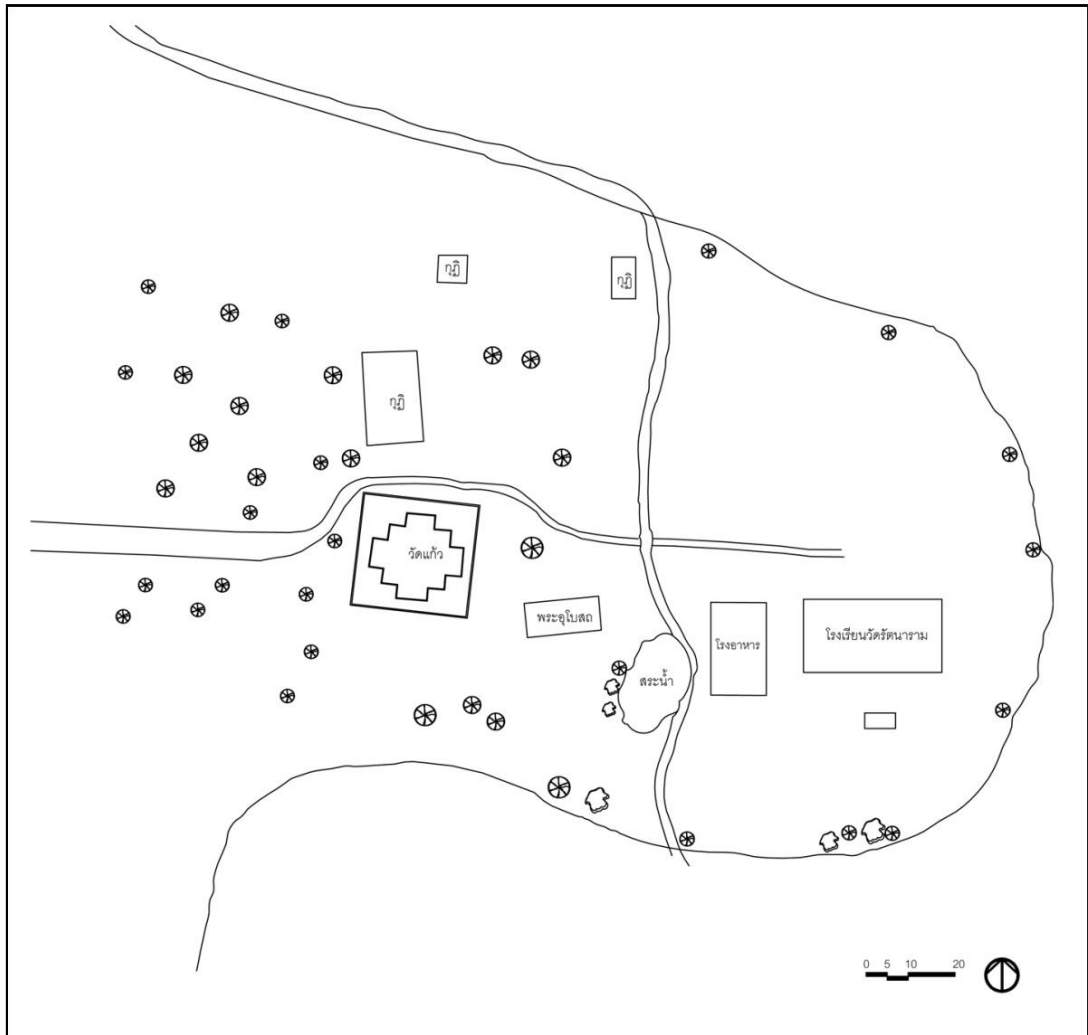 กุฏิ
กุฏิ
กุฏิ
วัดแก้ว
พระอุโบสถ
โรงอาหาร
โรงเรียนวัดรัตนาราม
สระน้ำ
0 5 10 20